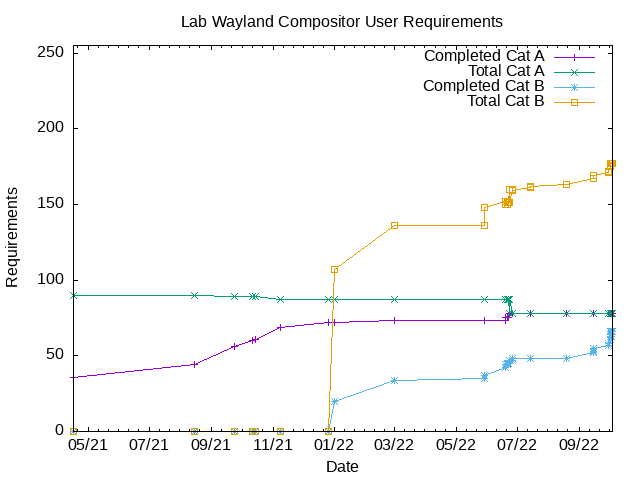 Lab Wayland Compositor User Requirements
250
200
150
100
50
0
Requirements
Completed Cat A
Total Cat A
Completed Cat B
Total Cat B
05/21 07/21 09/21 11/21 01/22 03/22 05/22 07/22 09/22
Date